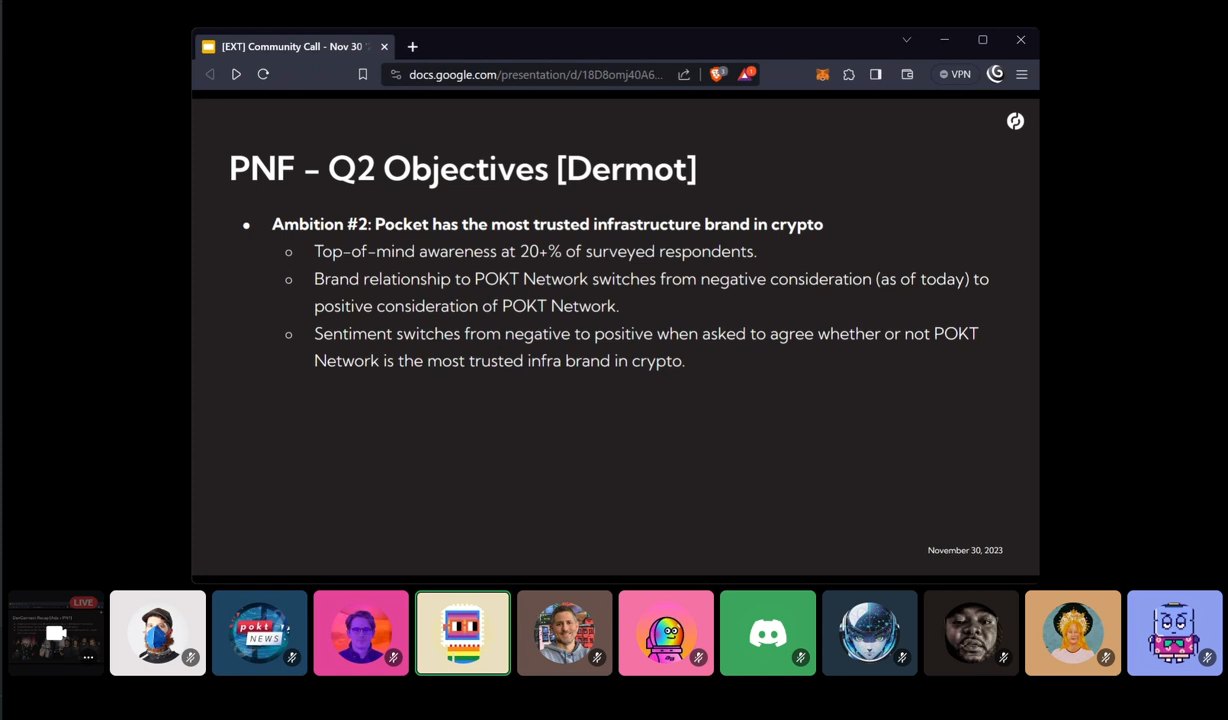 [EXT] Community Call - Nov 30 '
docs.google.com/presentation/d/18D8omj40A6...
1
1
VPN
PNF - Q2 Objectives [Dermot]
● Ambition #2: Pocket has the most trusted infrastructure brand in crypto
○ Top-of-mind awareness at 20+% of surveyed respondents.
○ Brand relationship to POKT Network switches from negative consideration (as of today) to
positive consideration of POKT Network.
○ Sentiment switches from negative to positive when asked to agree whether or not POKT
Network is the most trusted infra brand in crypto.
November 30, 2023
LIVE
pokt
NEWS